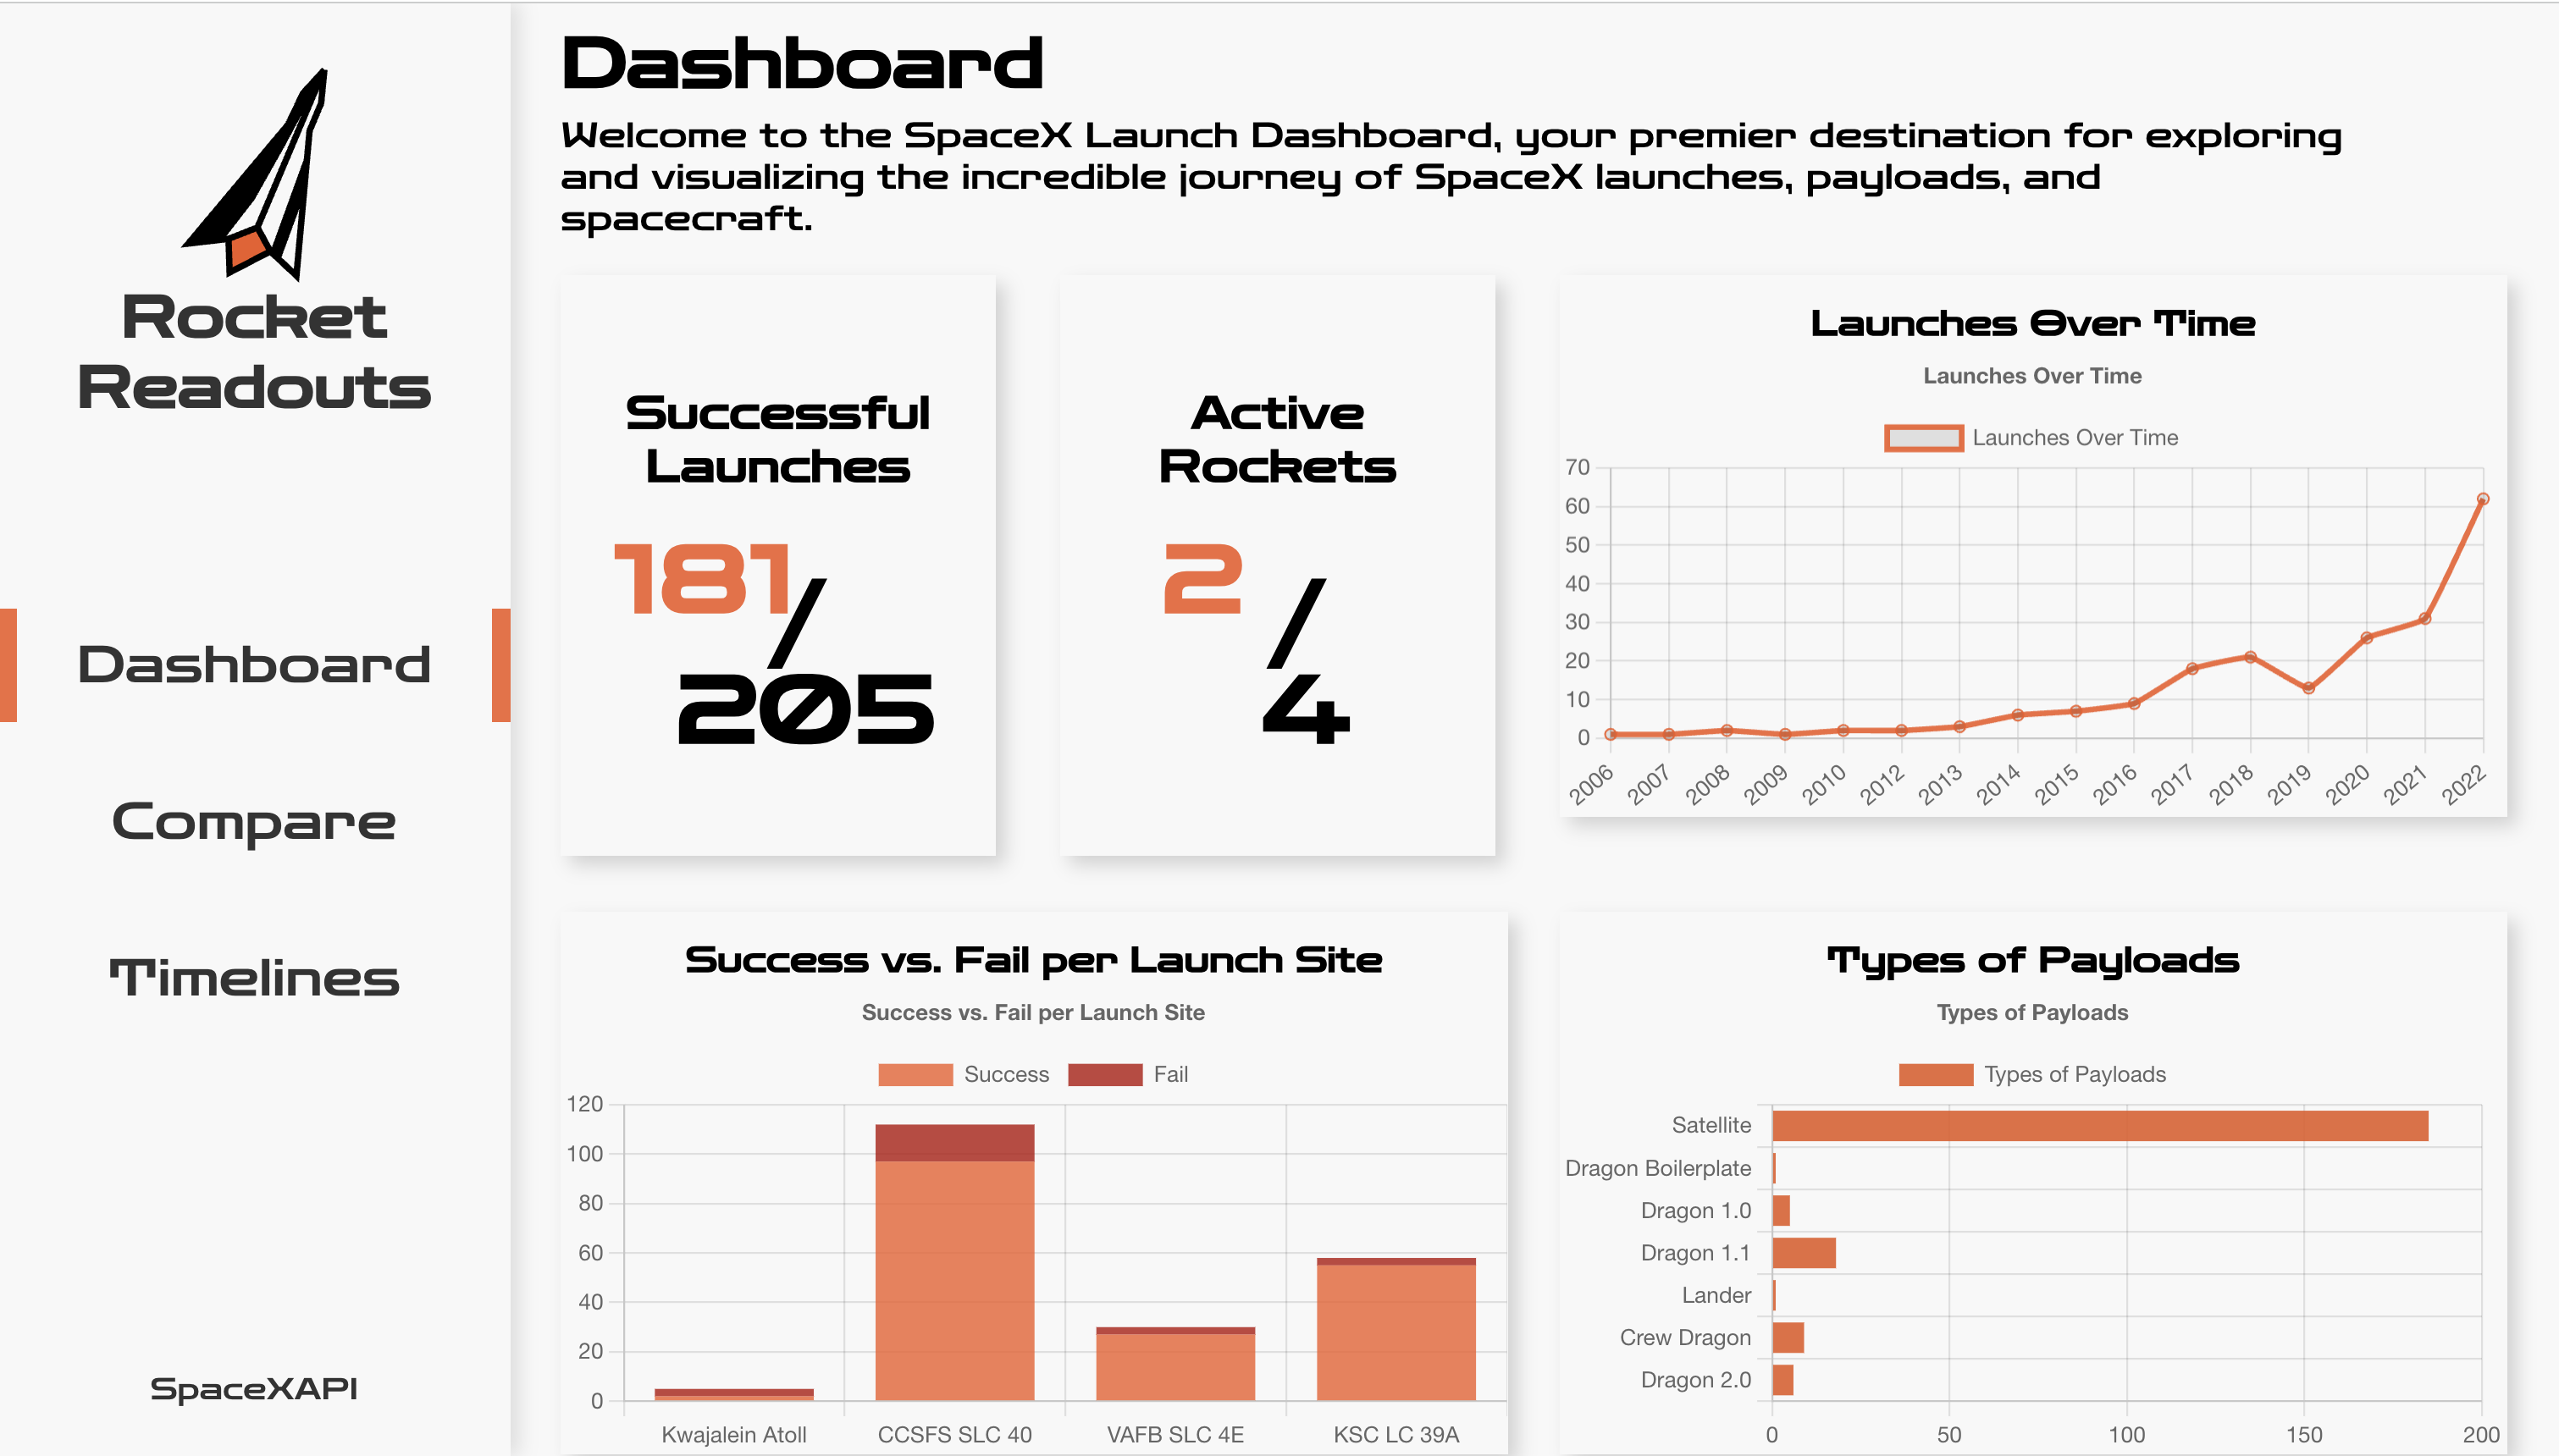 Rocket
Readouts
Dashboard
Compare
Timelines
SpaceXAPI
Dashboard
Welcome to the SpaceX Launch Dashboard, your premier destination for exploring
and visualizing the incredible journey of SpaceX launches, payloads, and
spacecraft.
Successful
Launches
181
/
205
Active
Rockets
2
/
4
Launches Over Time
Launches Over Time
Launches Over Time
70
60
50
40
30
20
10
0
2006 2007 2008 2009 2010 2012 2013 2014 2015 2016 2017 2018 2019 2020 2021 2022
Success vs. Fail per Launch Site
Success vs. Fail per Launch Site
Success Fail
120
100
80
60
40
20
0
Kwajalein Atoll CCSFS SLC 40 VAFB SLC 4E KSC LC 39A
Types of Payloads
Types of Payloads
Types of Payloads
Satellite
Dragon Boilerplate
Dragon 1.0
Dragon 1.1
Lander
Crew Dragon
Dragon 2.0
0 50 100 150 200